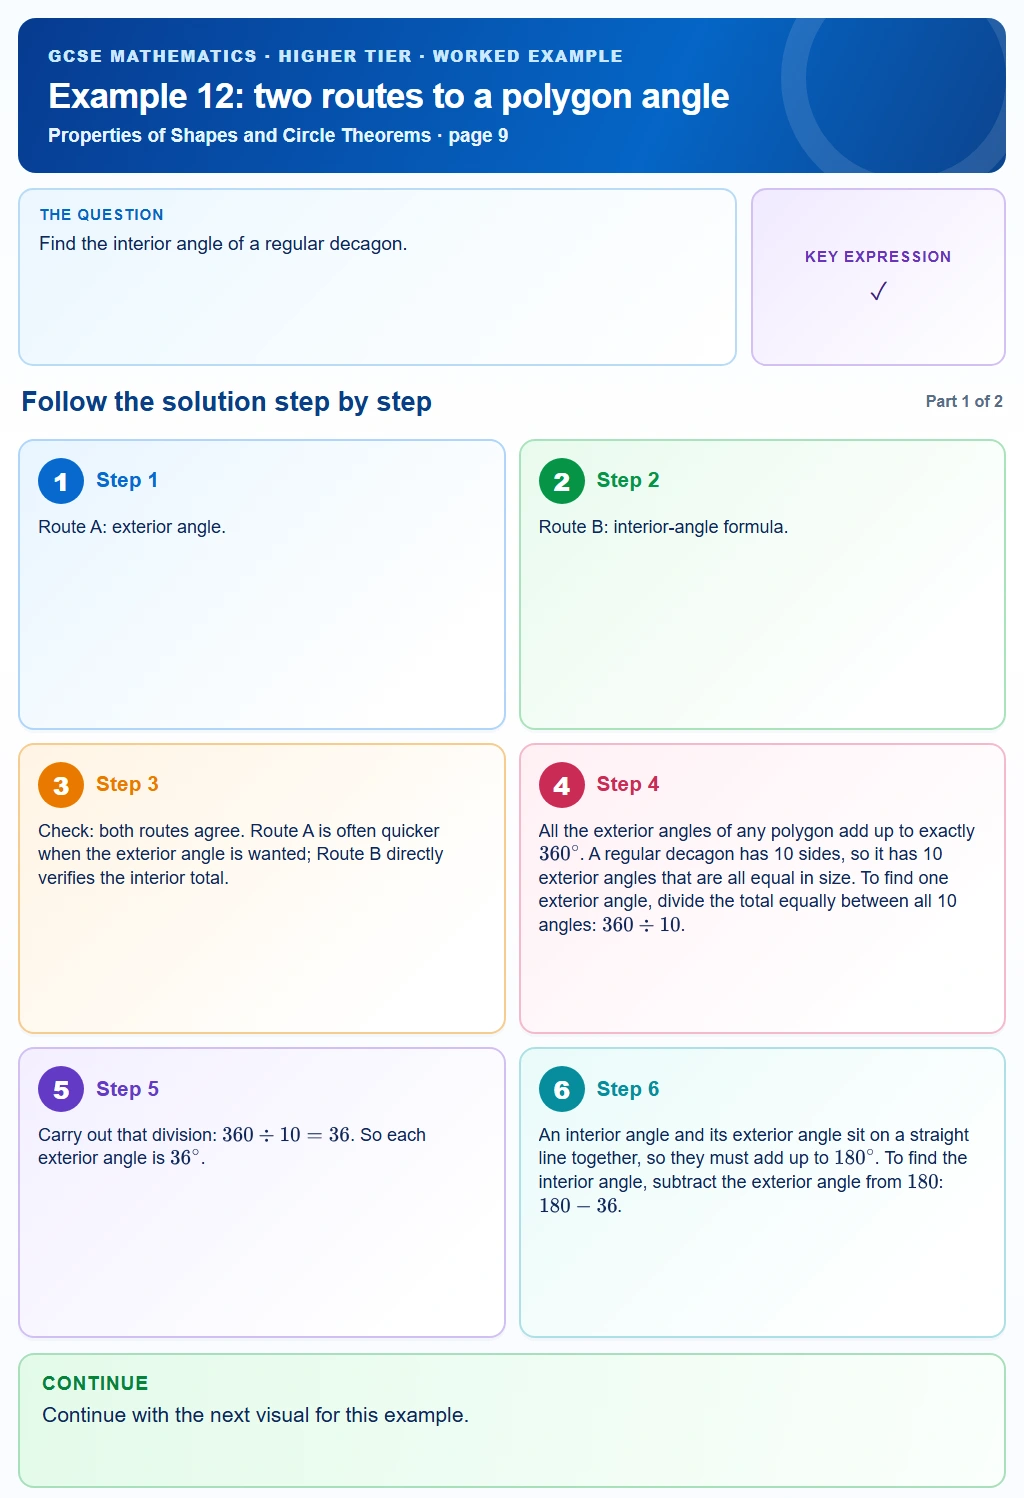 GCSE MATHEMATICS · HIGHER TIER · WORKED EXAMPLE
Example 12: two routes to a polygon angle
Properties of Shapes and Circle Theorems · page 9
THE QUESTION
Find the interior angle of a regular decagon.
KEY EXPRESSION
✓
Follow the solution step by step
Part 1 of 2
1 Step 1
Route A: exterior angle.
2 Step 2
Route B: interior-angle formula.
3 Step 3
Check: both routes agree. Route A is often quicker
when the exterior angle is wanted; Route B directly
verifies the interior total.
4 Step 4
All the exterior angles of any polygon add up to exactly
360°. A regular decagon has 10 sides, so it has 10
exterior angles that are all equal in size. To find one
exterior angle, divide the total equally between all 10
angles: 360 ÷ 10.
5 Step 5
Carry out that division: 360 ÷ 10 = 36. So each
exterior angle is 36°.
6 Step 6
An interior angle and its exterior angle sit on a straight
line together, so they must add up to 180°. To find the
interior angle, subtract the exterior angle from 180:
180 − 36.
CONTINUE
Continue with the next visual for this example.